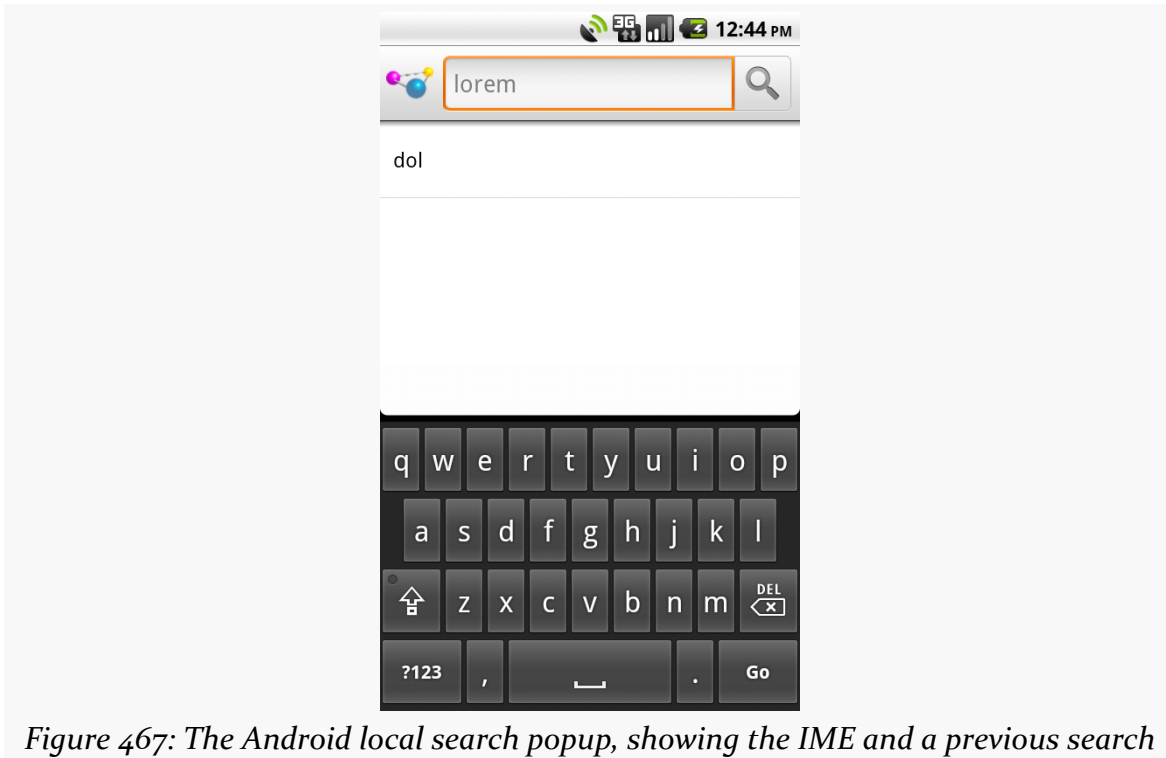 3G 12:44 PM
lorem
dol
q w e r t y u i o p
a s d f g h j k l
z x c v b n m DEL
?123 , . Go
Figure 467: The Android local search popup, showing the IME and a previous search